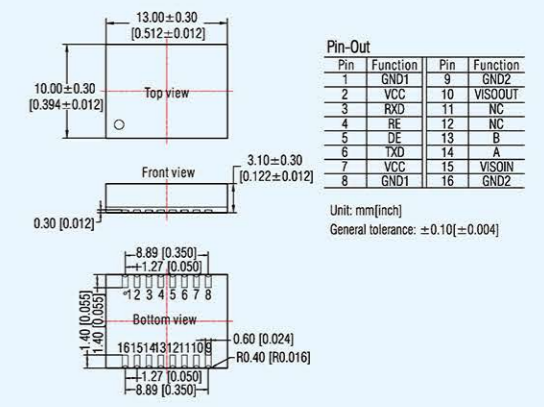 13.00±0.30
[0.512±0.012]
10.00±0.30
[0.394±0.012]
Top view
Front view
3.10±0.30
[0.122±0.012]
0.30 [0.012]
8.89 [0.350]
1.27 [0.050]
1 2 3 4 5 6 7 8
1.40 [0.055]
1.40 [0.055]
Bottom view
16 15 14 13 12 11 10 9
0.60 [0.024]
R0.40 [R0.016]
1.27 [0.050]
8.89 [0.350]
Pin-Out
Pin Function Pin Function
1 GND1 9 GND2
2 VCC 10 VISOOUT
3 RXD 11 NC
4 RE 12 NC
5 DE 13 B
6 TXD 14 A
7 VCC 15 VISOIN
8 GND1 16 GND2
Unit: mm[inch]
General tolerance: ±0.10[±0.004]